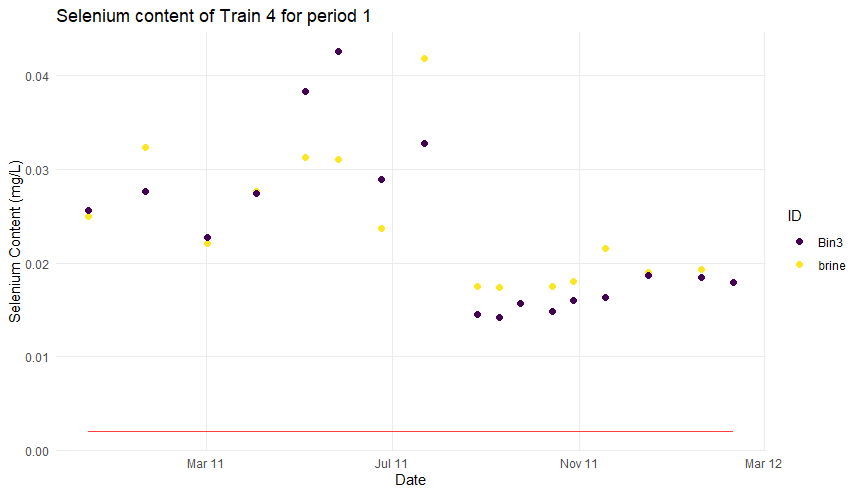 Selenium content of Train 4 for period 1
Selenium Content (mg/L)
0.04
0.03
0.02
0.01
0.00
Mar 11
Jul 11
Nov 11
Mar 12
Date
ID
Bin3
brine